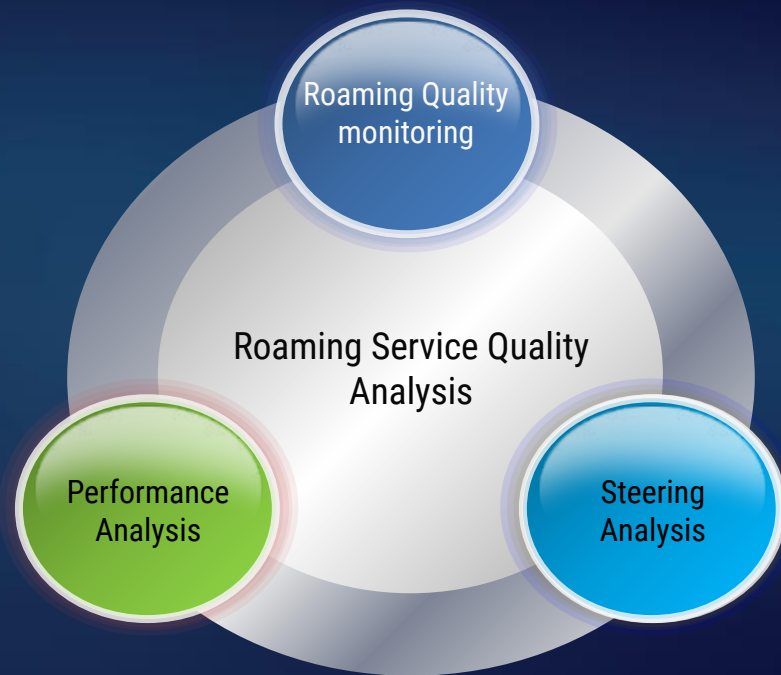 Roaming Quality
monitoring
Roaming Service Quality
Analysis
Performance
Analysis
Steering
Analysis